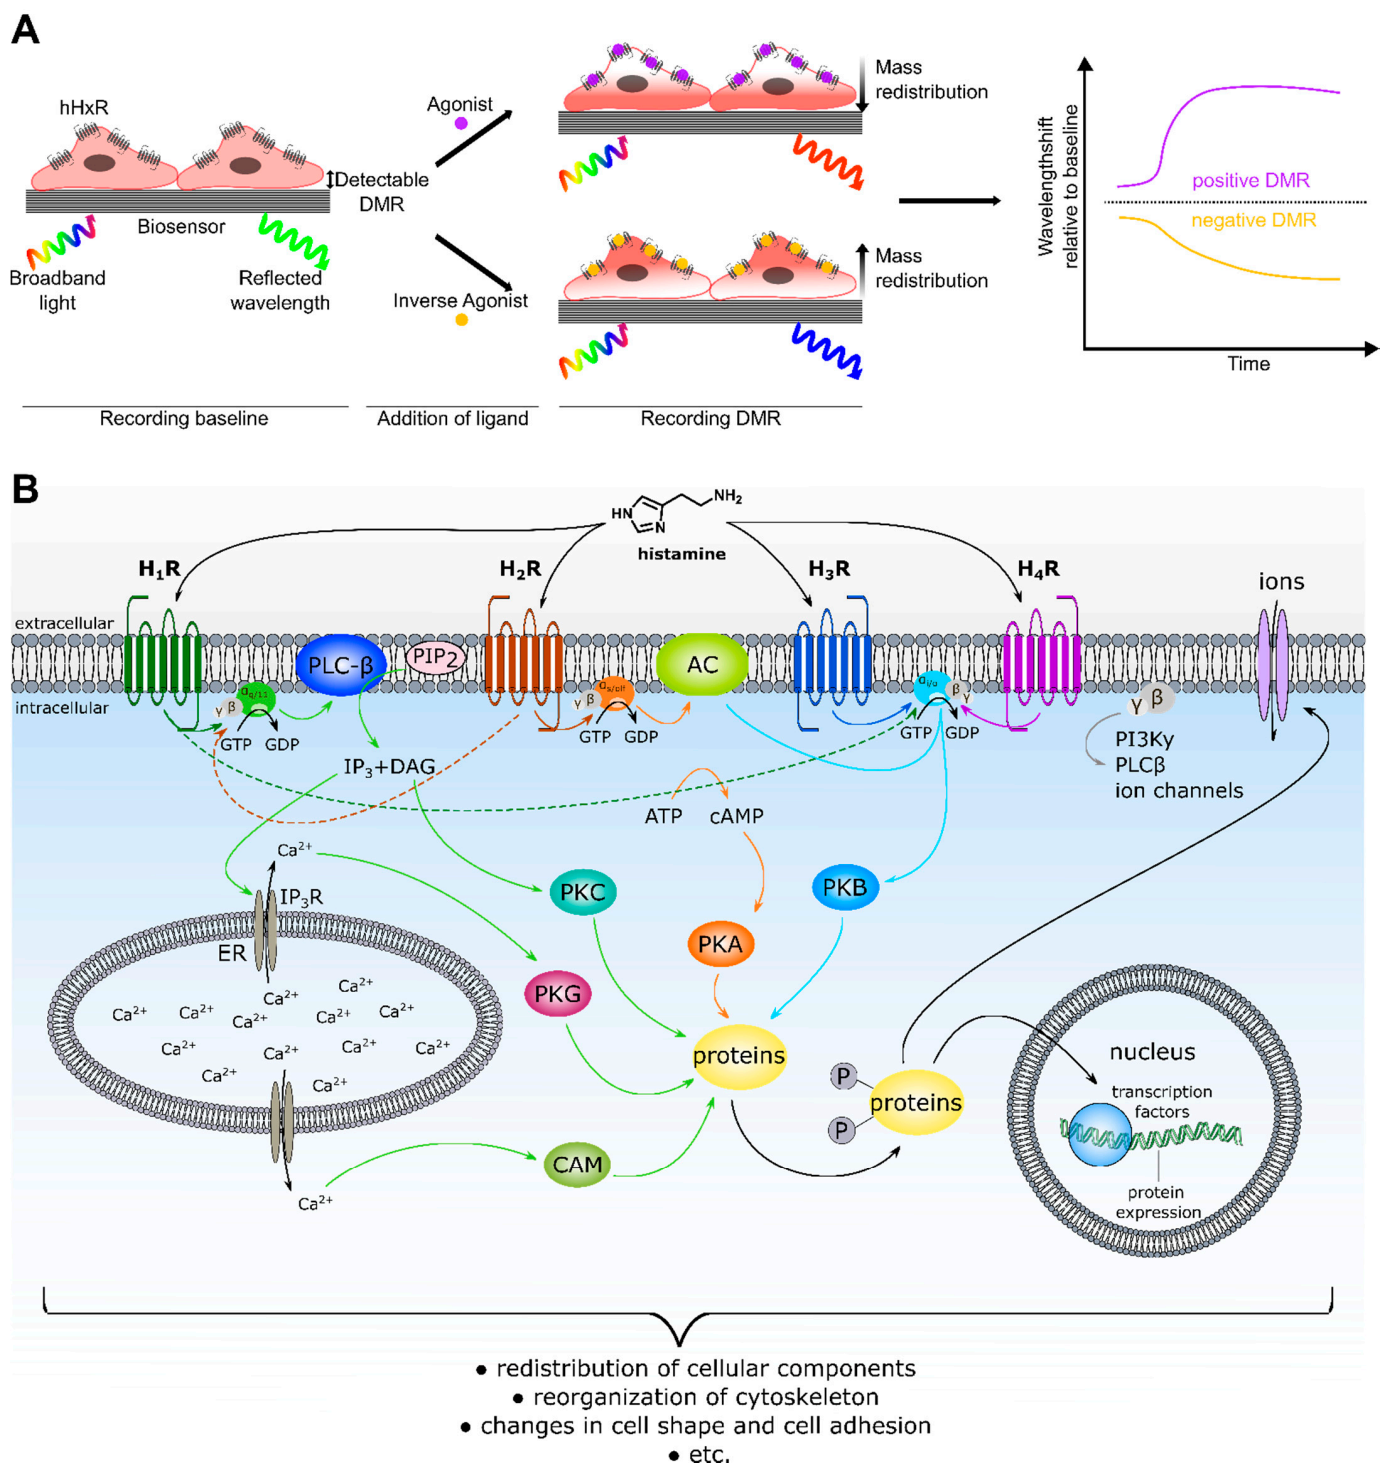 A
hHxR
Detectable
DMR
Biosensor
Broadband
light
Reflected
wavelength
Agonist
Inverse Agonist
Mass
redistribution
Mass
redistribution
Wavelengthshift
relative to baseline
positive DMR
negative DMR
Time
Recording baseline
Addition of ligand
Recording DMR
B
HN
N
NH₂
histamine
H₁R
H₂R
H₃R
H₄R
ions
extracellular
intracellular
PLC-β
PIP₂
AC
αq/11
β
γ
GTP
GDP
αs/olf
β
γ
GTP
GDP
αi/o
β
γ
GTP
GDP
γ
β
PI3Kγ
PLCβ
ion channels
IP₃+DAG
ATP
cAMP
Ca²⁺
IP₃R
ER
PKC
PKB
PKA
PKG
Ca²⁺
Ca²⁺
Ca²⁺
Ca²⁺
Ca²⁺
Ca²⁺
Ca²⁺
Ca²⁺
Ca²⁺
Ca²⁺
Ca²⁺
Ca²⁺
Ca²⁺
proteins
P
P
proteins
CAM
Ca²⁺
nucleus
transcription
factors
protein
expression
● redistribution of cellular components
● reorganization of cytoskeleton
● changes in cell shape and cell adhesion
● etc.